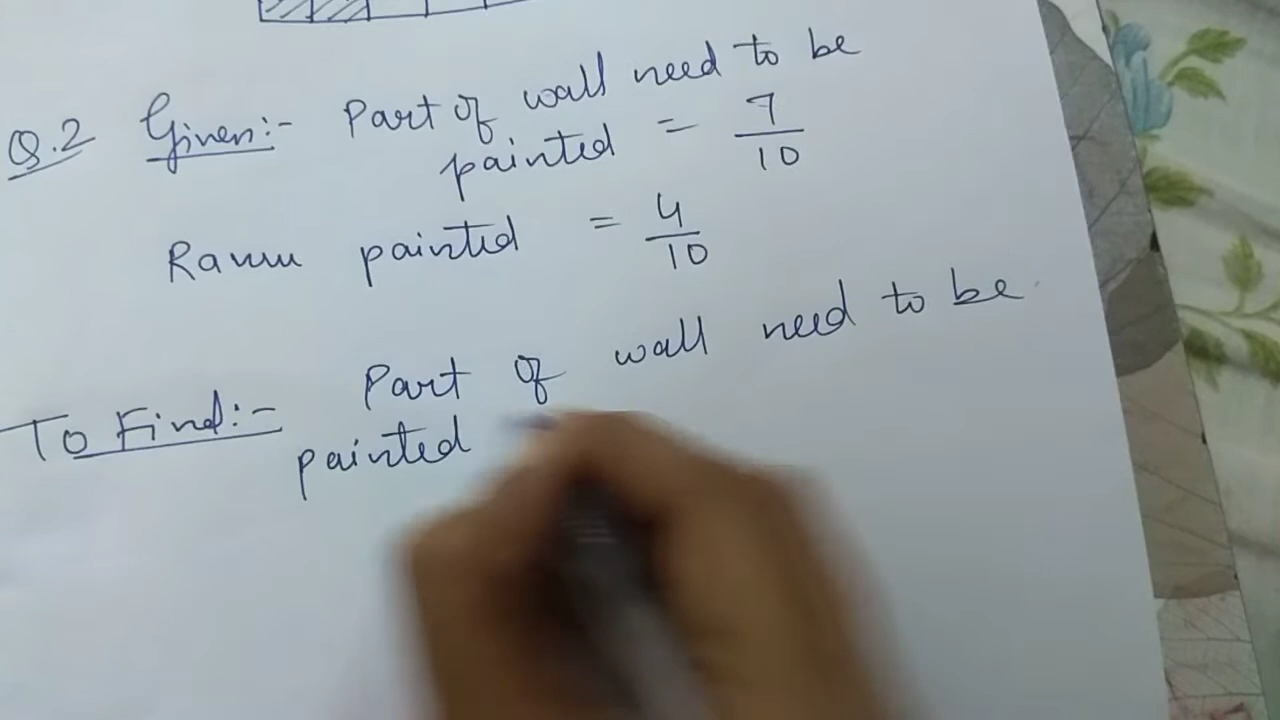 Q.2 Given:- Part of wall need to be
painted = 7/10
Ramu painted = 4/10
To Find:- Part of wall need to be
painted